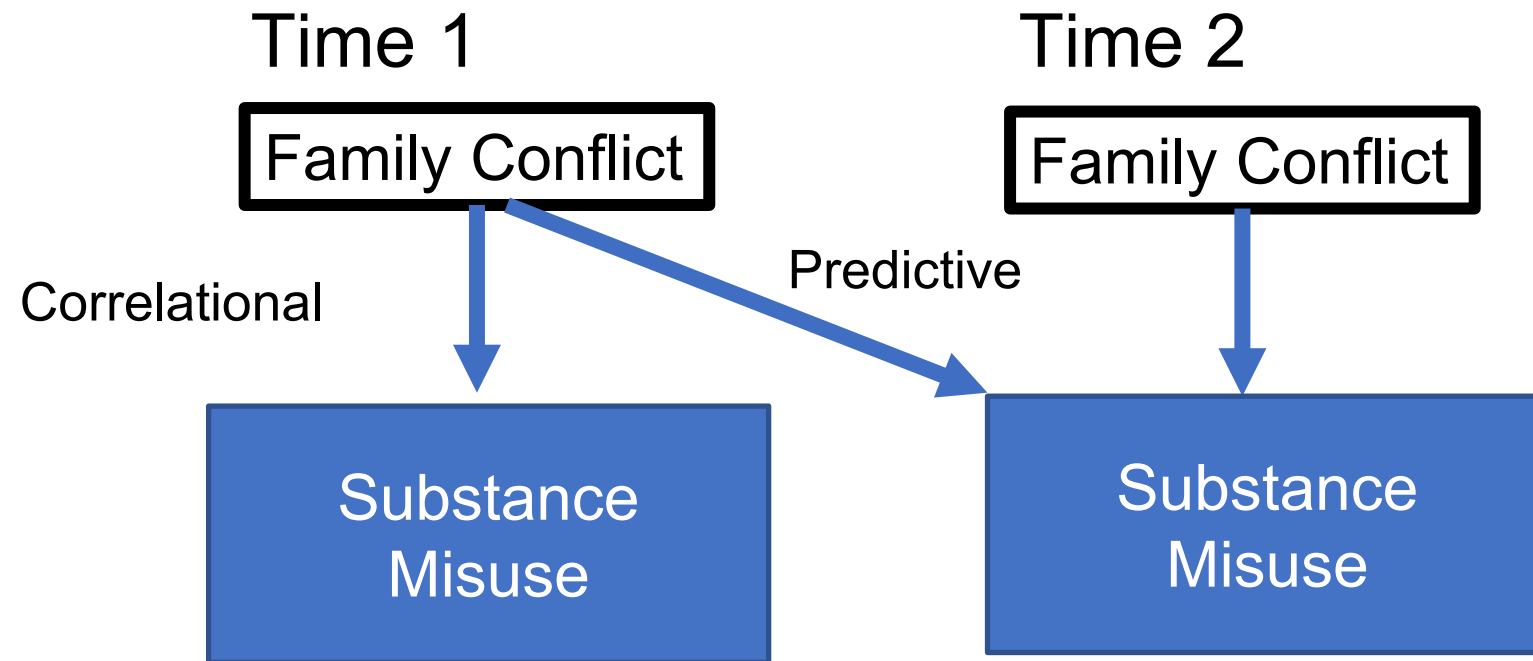 Time 1
Time 2
Family Conflict
Family Conflict
Correlational
Predictive
Substance
Misuse
Substance
Misuse